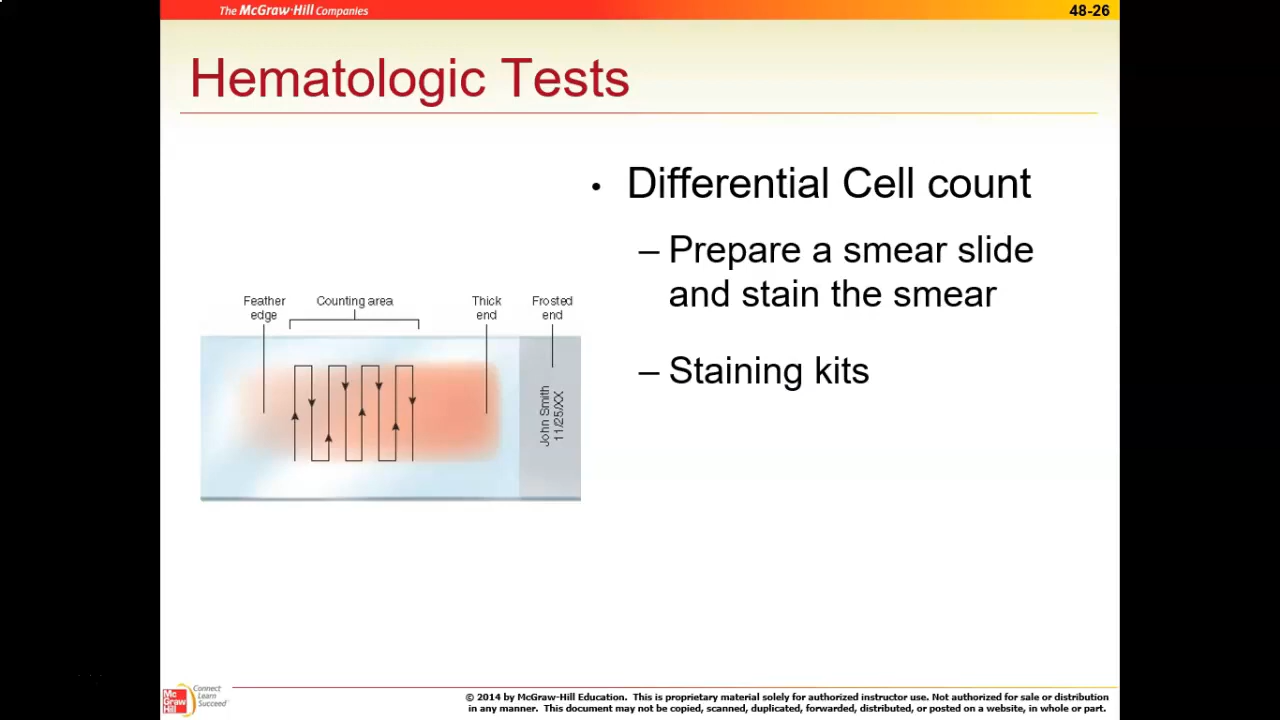 The McGraw-Hill Companies
48-26
Hematologic Tests
• Differential Cell count
– Prepare a smear slide
and stain the smear
– Staining kits
Feather
edge
Counting area
Thick
end
Frosted
end
John Smith
11/25/XX
Mc
Graw
Hill
Connect
Learn
Succeed™
© 2014 by McGraw-Hill Education. This is proprietary material solely for authorized instructor use. Not authorized for sale or distribution
in any manner. This document may not be copied, scanned, duplicated, forwarded, distributed, or posted on a website, in whole or part.